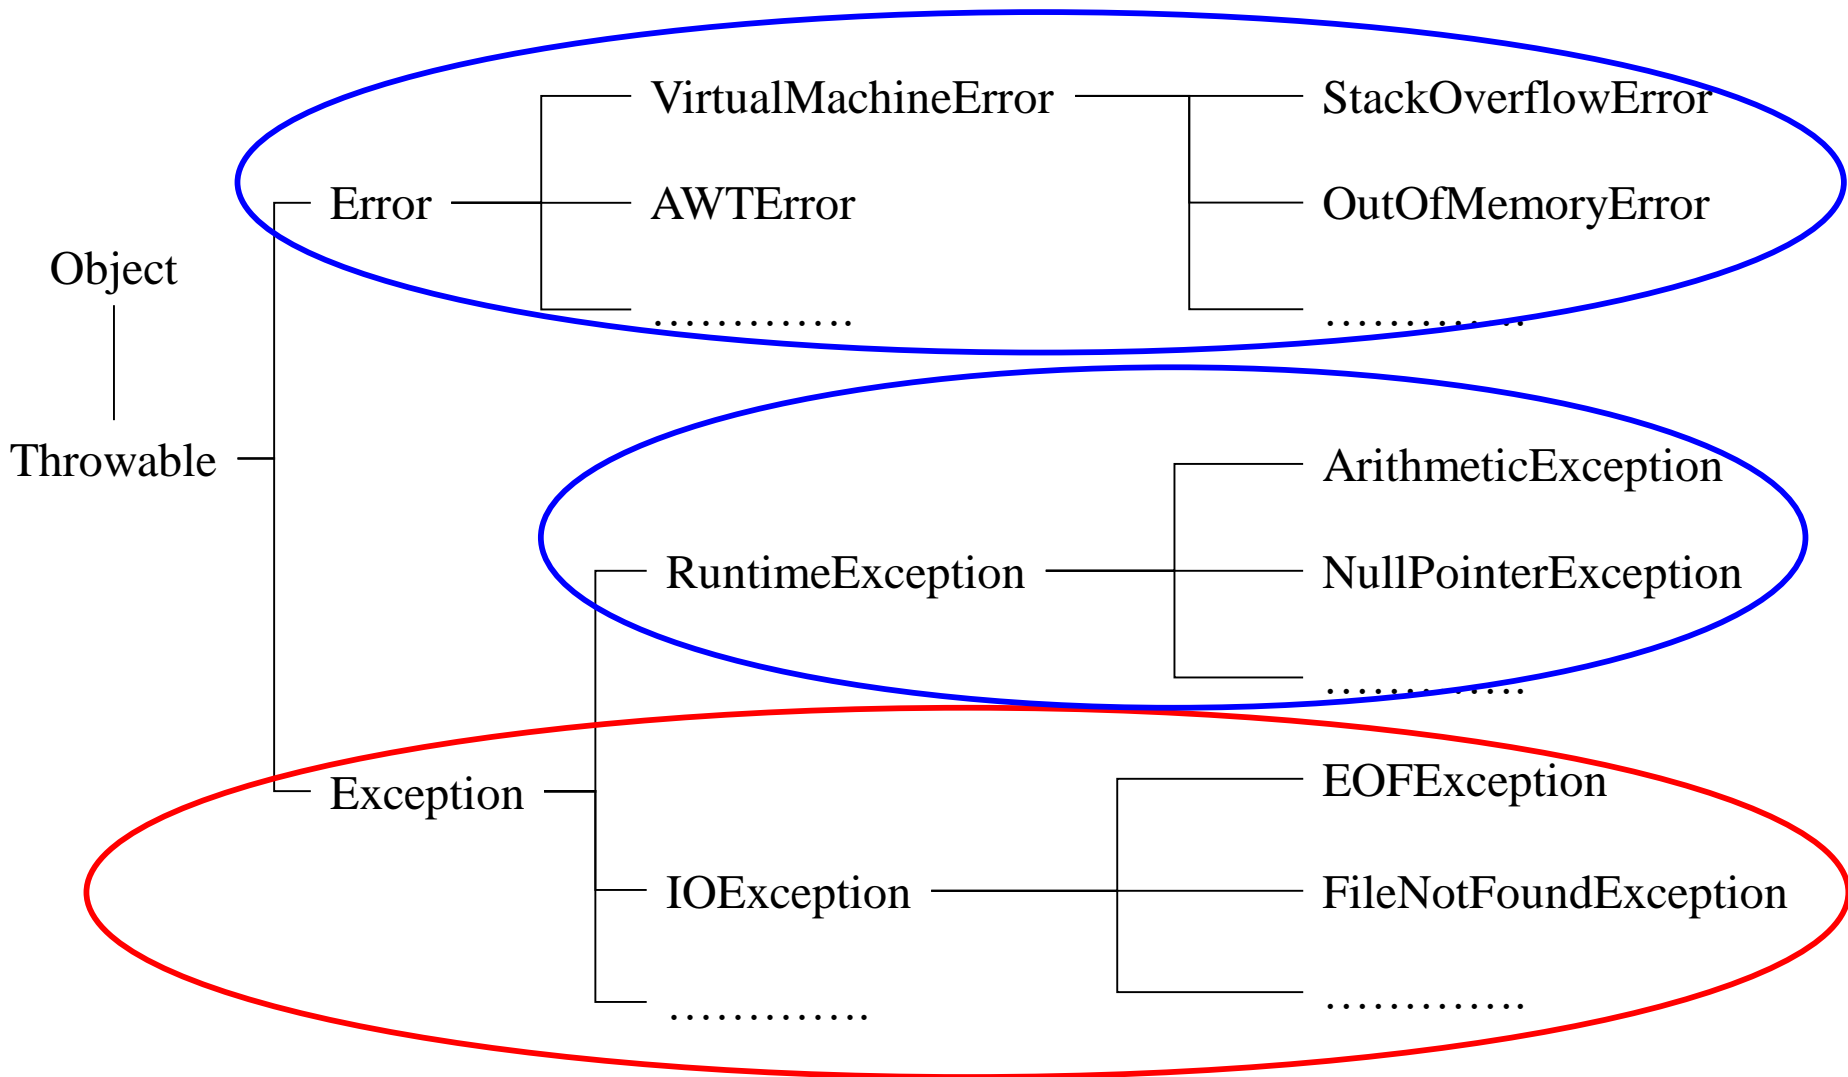 Object
Throwable
Error
VirtualMachineError
StackOverflowError
AWTError
OutOfMemoryError
………….
………….
Exception
RuntimeException
ArithmeticException
NullPointerException
………….
IOException
EOFException
FileNotFoundException
………….
………….